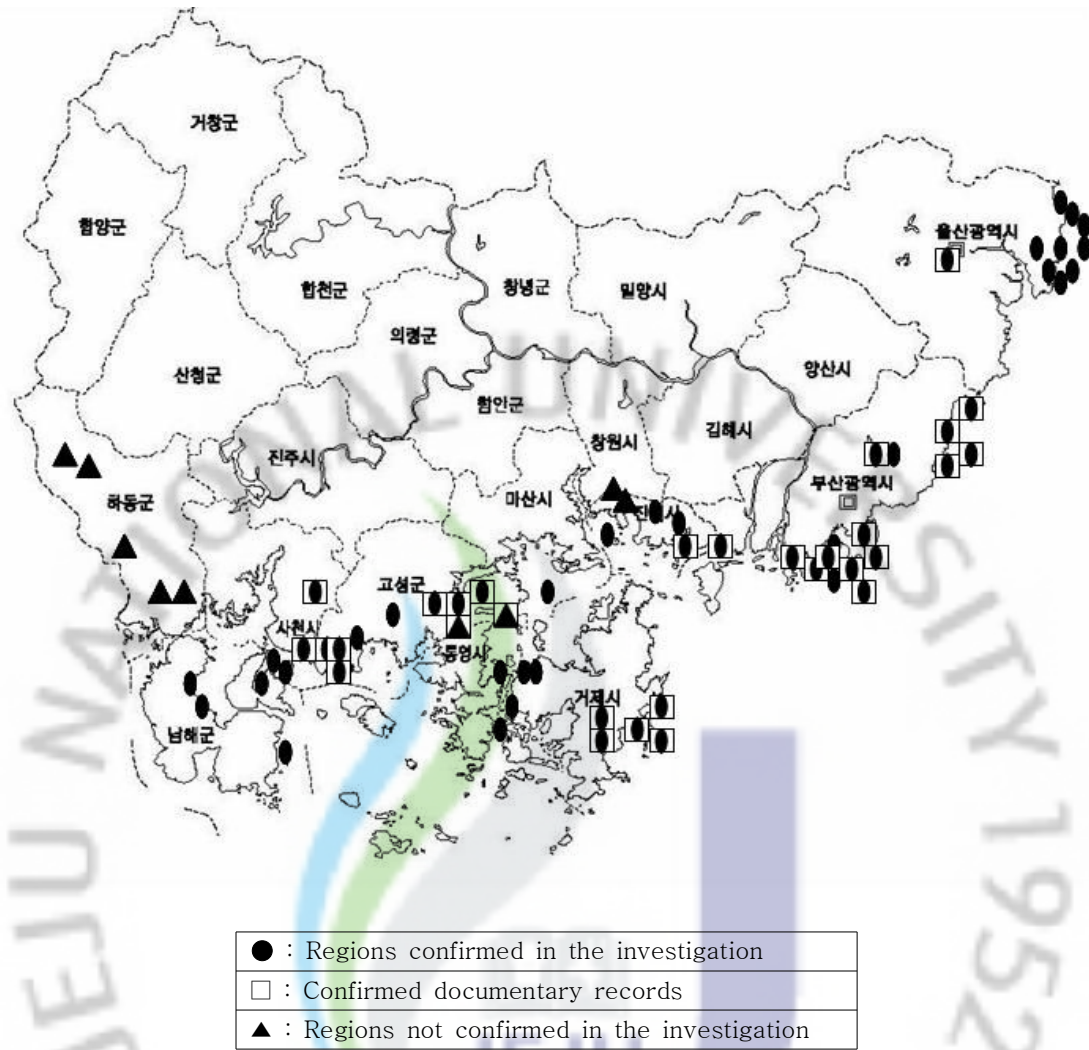 거창군
함양군
울산광역시
합천군
창녕군
밀양시
의령군
산청군
양산시
함안군
김해시
창원시
진주시
부산광역시
하동군
마산시
고성군
사천시
통영시
거제시
남해군
JEJU NATIONAL UNIVERSITY 1952
● : Regions confirmed in the investigation
□ : Confirmed documentary records
▲ : Regions not confirmed in the investigation